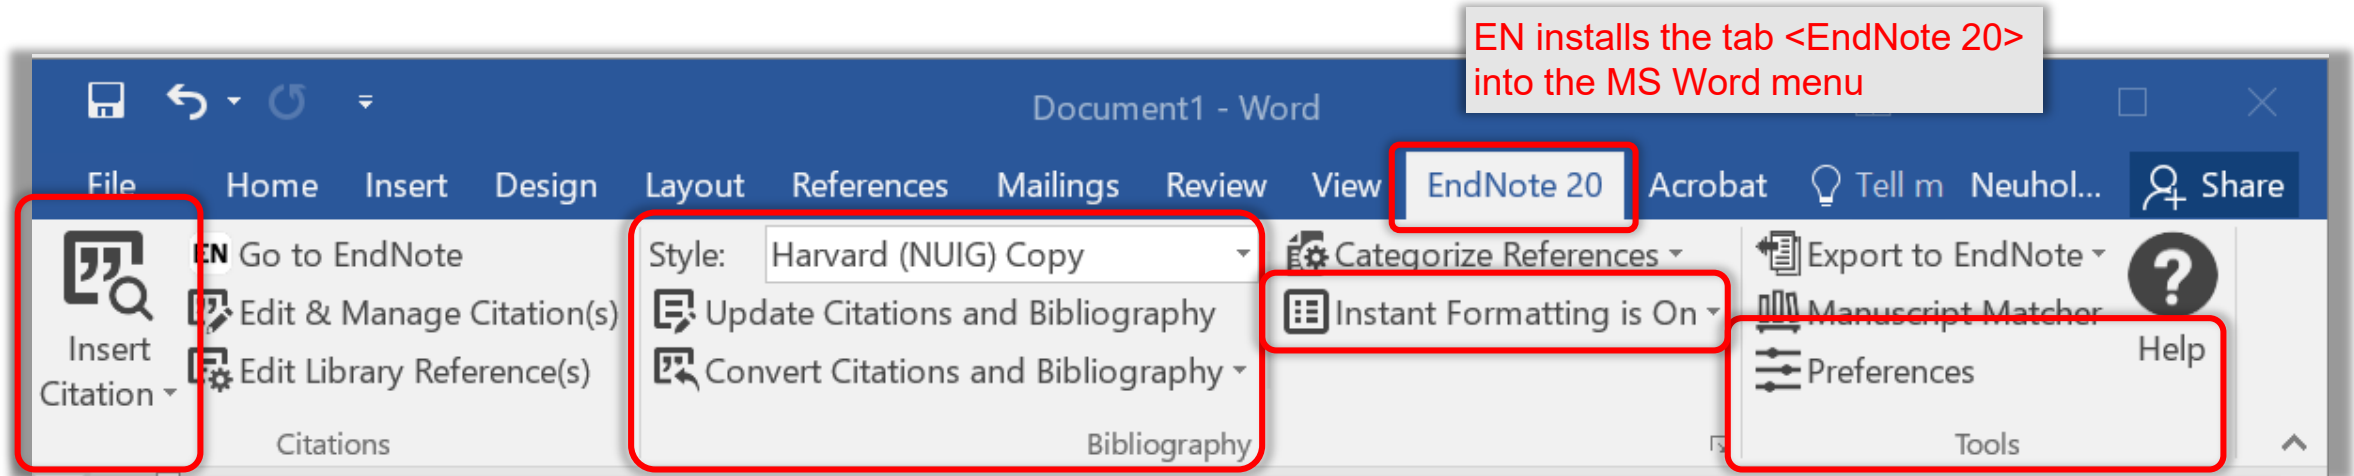 EN installs the tab <EndNote 20>
into the MS Word menu
Document1 - Word
File Home Insert Design Layout References Mailings Review View EndNote 20 Acrobat Tell m Neuhol... Share
Insert
Citation
EN Go to EndNote
Edit & Manage Citation(s)
Edit Library Reference(s)
Citations
Style: Harvard (NUIG) Copy
Update Citations and Bibliography
Convert Citations and Bibliography
Bibliography
Categorize References
Instant Formatting is On
Export to EndNote
Manuscript Matcher
Preferences
Help
Tools